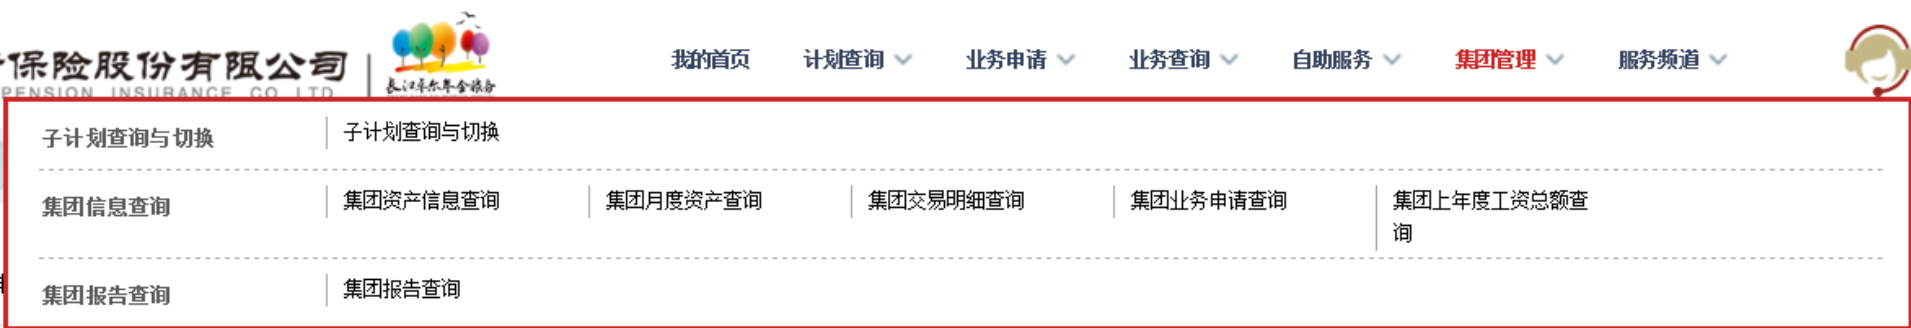 保险股份有限公司
PENSION INSURANCE CO LTD
我的首页 计划查询 业务申请 业务查询 自助服务 集团管理 服务频道
子计划查询与切换 子计划查询与切换
集团信息查询 集团资产信息查询 集团月度资产查询 集团交易明细查询 集团业务申请查询 集团上年度工资总额查
询
集团报告查询 集团报告查询